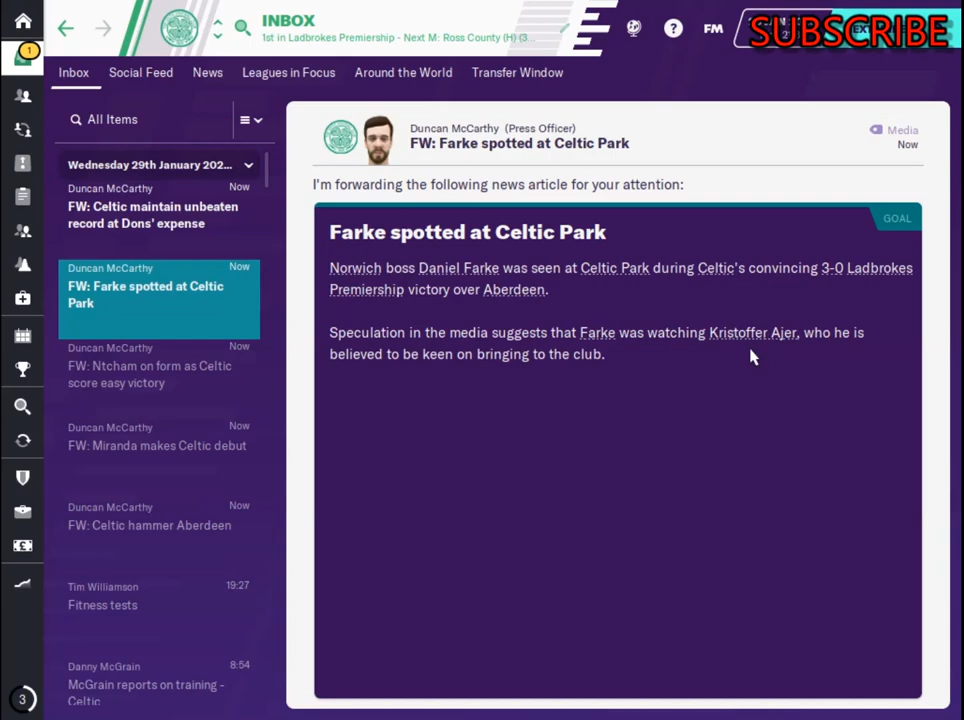 INBOX
1st in Ladbrokes Premiership - Next M: Ross County (H) (3...
FM
SUBSCRIBE
1
Inbox
Social Feed
News
Leagues in Focus
Around the World
Transfer Window
All Items
Wednesday 29th January 202...
Duncan McCarthy
Now
FW: Celtic maintain unbeaten
record at Dons' expense
Duncan McCarthy
Now
FW: Farke spotted at Celtic
Park
Duncan McCarthy
Now
FW: Ntcham on form as Celtic
score easy victory
Duncan McCarthy
Now
FW: Miranda makes Celtic debut
Duncan McCarthy
Now
FW: Celtic hammer Aberdeen
Tim Williamson
19:27
Fitness tests
Danny McGrain
8:54
McGrain reports on training -
Celtic
3
Duncan McCarthy (Press Officer)
FW: Farke spotted at Celtic Park
Media
Now
I'm forwarding the following news article for your attention:
GOAL
Farke spotted at Celtic Park
Norwich boss Daniel Farke was seen at Celtic Park during Celtic's convincing 3-0 Ladbrokes
Premiership victory over Aberdeen.
Speculation in the media suggests that Farke was watching Kristoffer Ajer, who he is
believed to be keen on bringing to the club.